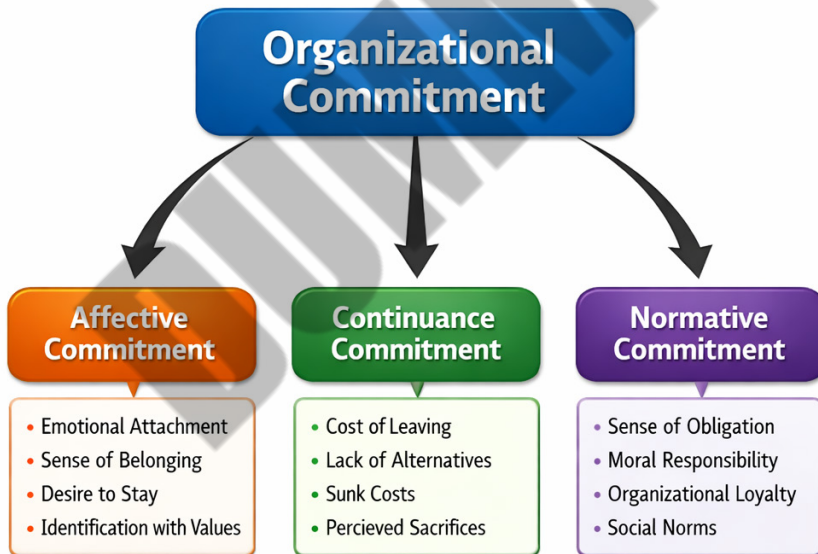 Organizational
Commitment
Affective
Commitment
Continuance
Commitment
Normative
Commitment
• Emotional Attachment
• Sense of Belonging
• Desire to Stay
• Identification with Values
• Cost of Leaving
• Lack of Alternatives
• Sunk Costs
• Percieved Sacrifices
• Sense of Obligation
• Moral Responsibility
• Organizational Loyalty
• Social Norms